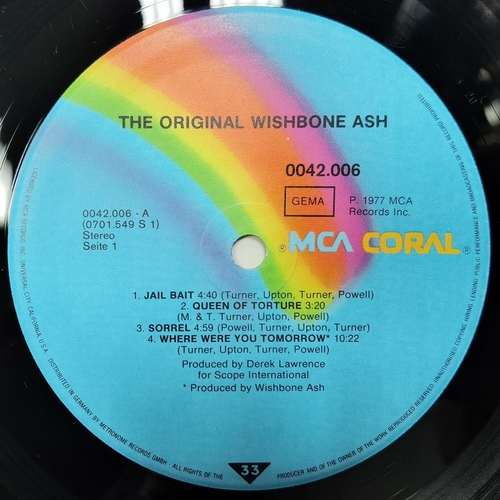 THE ORIGINAL WISHBONE ASH
0042.006
GEMA
P. 1977 MCA
Records Inc.
0042.006 - A
(0701.549 S 1)
Stereo
Seite 1
MCA CORAL
1. JAIL BAIT 4:40 (Turner, Upton, Turner, Powell)
2. QUEEN OF TORTURE 3:20
(M. & T. Turner, Upton, Powell)
3. SORREL 4:59 (Powell, Turner, Upton, Turner)
4. WHERE WERE YOU TOMORROW* 10:22
(Turner, Upton, Turner, Powell)
Produced by Derek Lawrence
for Scope International
* Produced by Wishbone Ash
33
UNIVERSAL CITY, CALIFORNIA U.S.A. DISTRIBUTED BY METRONOME RECORDS GMBH · ALL RIGHTS OF THE
PRODUCER AND OF THE OWNER OF THE WORK REPRODUCED RESERVED. UNAUTHORISED COPYING, HIRING, LENDING, PUBLIC PERFORMANCE AND BROADCASTING OF THIS RECORD PROHIBITED.